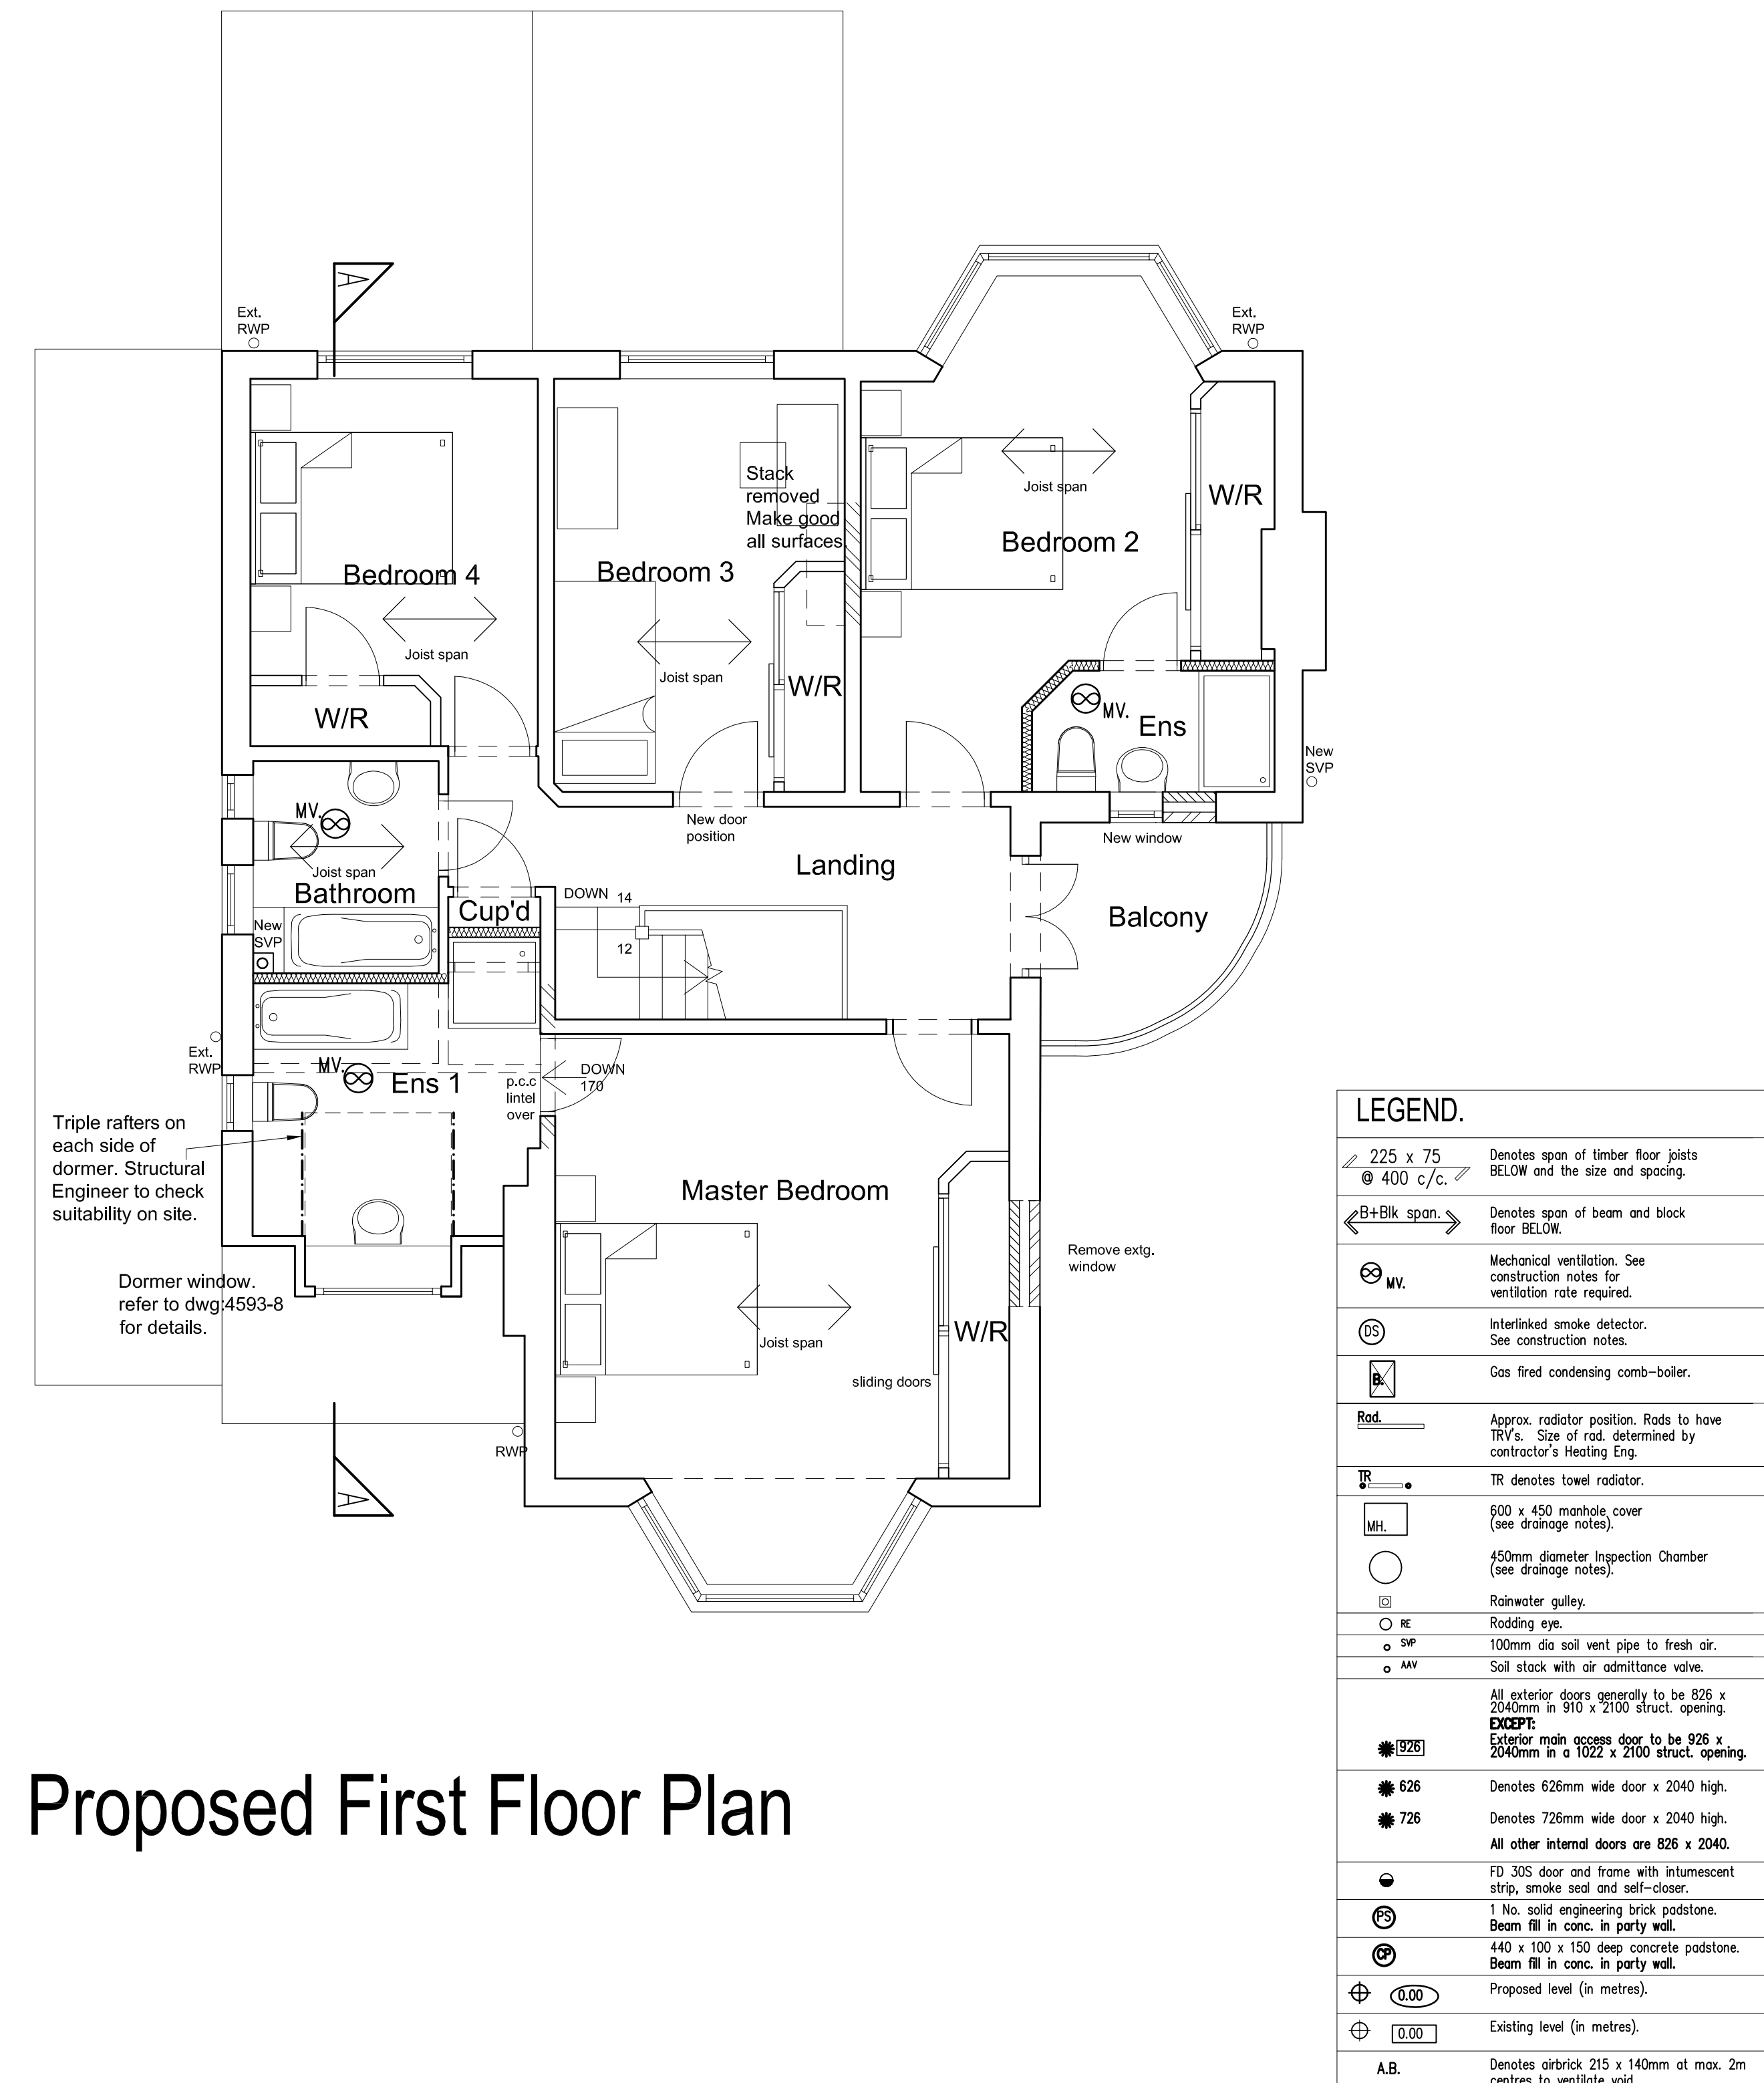 A
Ext.
RWP
Ext.
RWP
Stack
removed
Make good
all surfaces.
Joist span
W/R
Bedroom 2
Bedroom 4
Bedroom 3
Joist span
Joist span
W/R
W/R
MV.
Ens
New
SVP
MV.
New door
position
New window
Joist span
Bathroom
Landing
Cup'd
DOWN 14
Balcony
New
SVP
12
Ext.
RWP
MV.
Ens 1
p.c.c
lintel
over
DOWN
170
Triple rafters on
each side of
dormer. Structural
Engineer to check
suitability on site.
Master Bedroom
Remove extg.
window
Dormer window.
refer to dwg:4593-8
for details.
Joist span
W/R
sliding doors
RWP
A
Proposed First Floor Plan
LEGEND.
225 x 75
@ 400 c/c.
Denotes span of timber floor joists
BELOW and the size and spacing.
B+Blk span.
Denotes span of beam and block
floor BELOW.
MV.
Mechanical ventilation. See
construction notes for
ventilation rate required.
DS
Interlinked smoke detector.
See construction notes.
B.
Gas fired condensing comb-boiler.
Rad.
Approx. radiator position. Rads to have
TRV's. Size of rad. determined by
contractor's Heating Eng.
TR
TR denotes towel radiator.
MH.
600 x 450 manhole cover
(see drainage notes).
450mm diameter Inspection Chamber
(see drainage notes).
Rainwater gulley.
RE
Rodding eye.
SVP
100mm dia soil vent pipe to fresh air.
AAV
Soil stack with air admittance valve.
All exterior doors generally to be 826 x
2040mm in 910 x 2100 struct. opening.
EXCEPT:
926
Exterior main access door to be 926 x
2040mm in a 1022 x 2100 struct. opening.
626
Denotes 626mm wide door x 2040 high.
726
Denotes 726mm wide door x 2040 high.
All other internal doors are 826 x 2040.
FD 30S door and frame with intumescent
strip, smoke seal and self-closer.
PS
1 No. solid engineering brick padstone.
Beam fill in conc. in party wall.
CP
440 x 100 x 150 deep concrete padstone.
Beam fill in conc. in party wall.
0.00
Proposed level (in metres).
0.00
Existing level (in metres).
A.B.
Denotes airbrick 215 x 140mm at max. 2m
centres to ventilate void